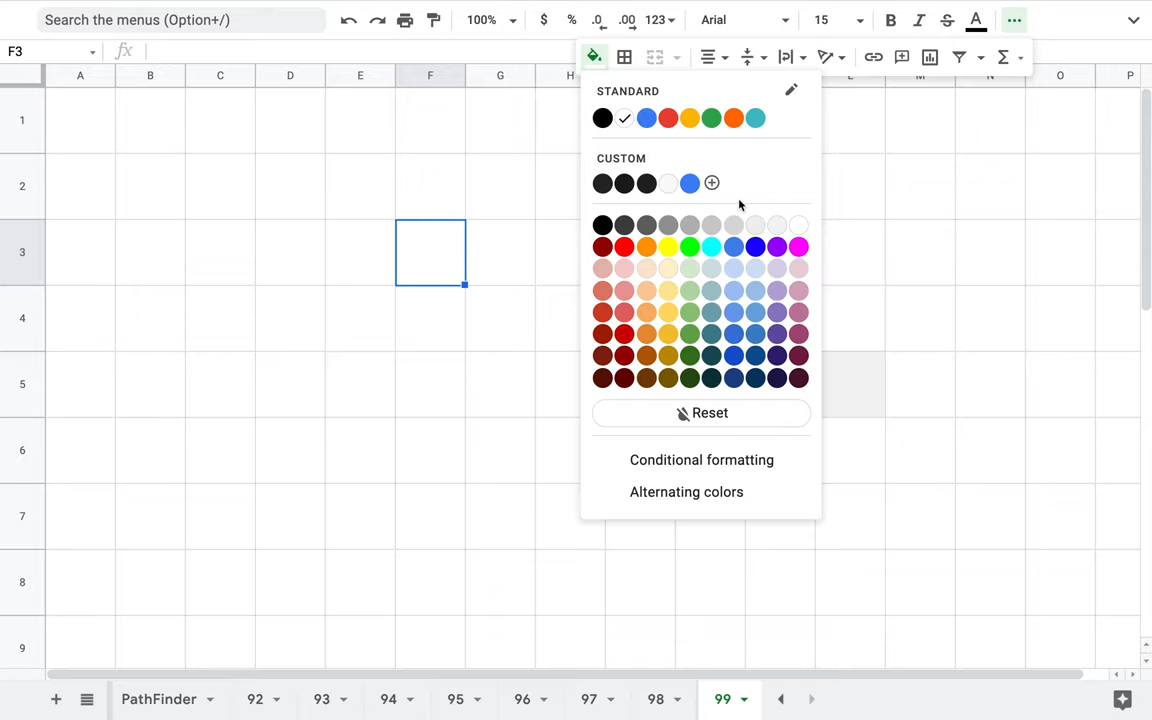 Search the menus (Option+/) 100% $ % .0 .00 123 Arial 15 B I S A
F3 fx Σ
A B C D E F G H L M N O P
1
STANDARD
CUSTOM
2
3
4
5
Reset
Conditional formatting
6
Alternating colors
7
8
9
PathFinder 92 93 94 95 96 97 98 99